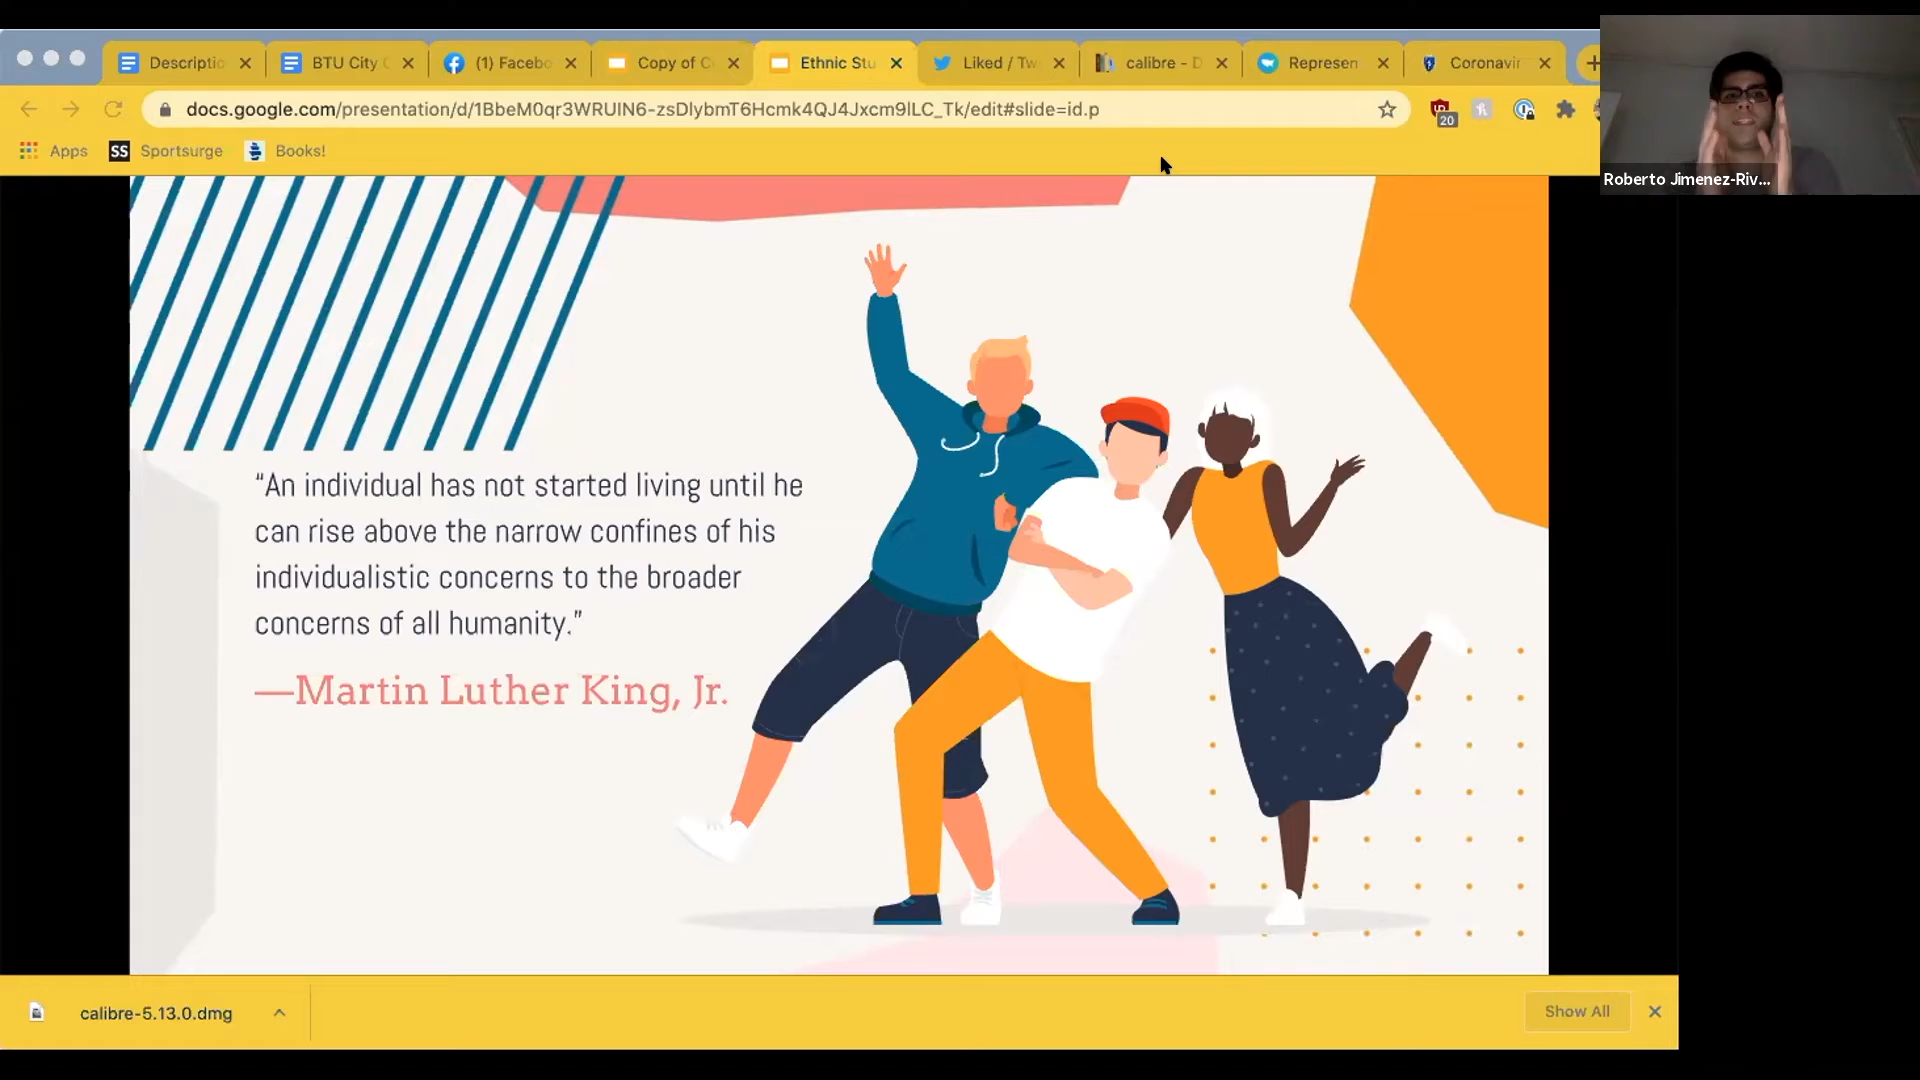 Descriptio
BTU City
(1) Facebo
Copy of C
Ethnic Stu
Liked / Tw
calibre - D
Represen
Coronavir
docs.google.com/presentation/d/1BbeM0qr3WRUIN6-zsDlybmT6Hcmk4QJ4Jxcm9lLC_Tk/edit#slide=id.p
20
Apps
SS
Sportsurge
Books!
Roberto Jimenez-Riv...
“An individual has not started living until he
can rise above the narrow confines of his
individualistic concerns to the broader
concerns of all humanity.”
—Martin Luther King, Jr.
calibre-5.13.0.dmg
Show All